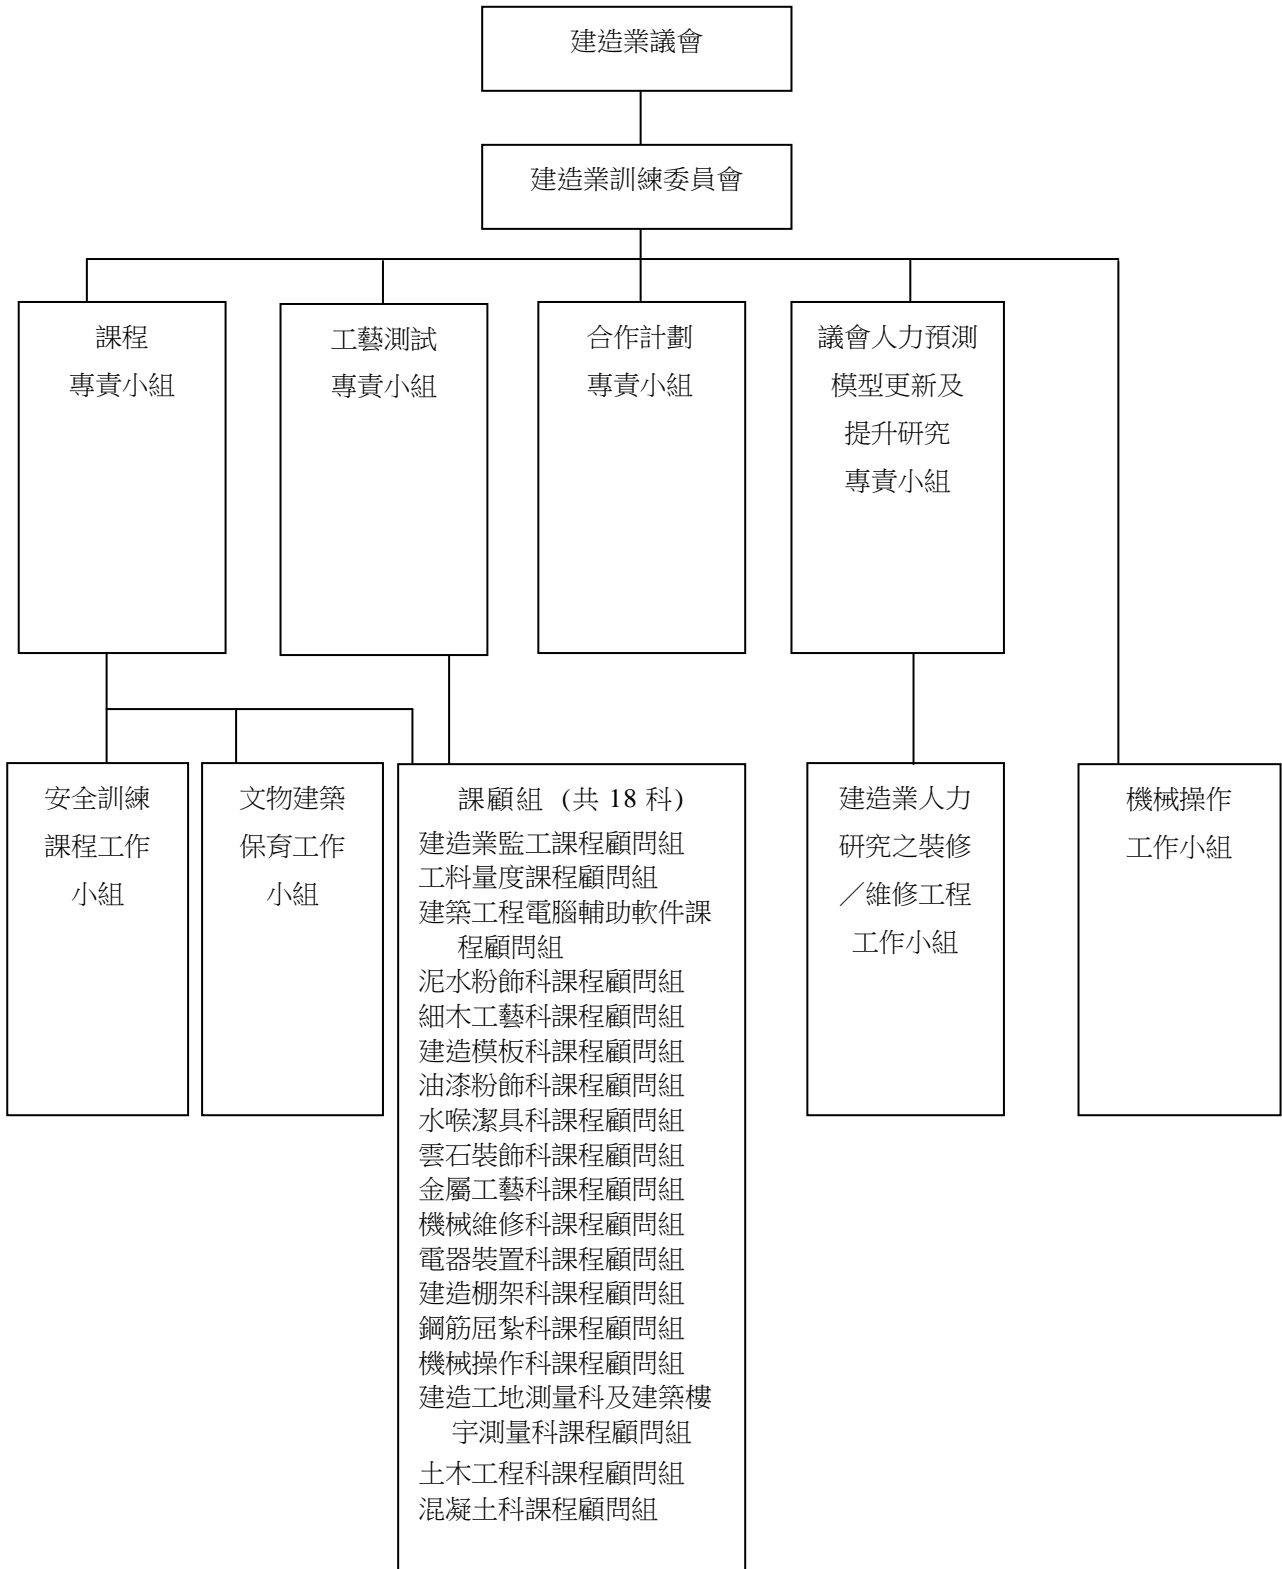 建造業議會
建造業訓練委員會
課程
專責小組
工藝測試
專責小組
合作計劃
專責小組
議會人力預測
模型更新及
提升研究
專責小組
安全訓練
課程工作
小組
文物建築
保育工作
小組
課顧組 (共 18 科)
建造業監工課程顧問組
工料量度課程顧問組
建築工程電腦輔助軟件課
程顧問組
泥水粉飾科課程顧問組
細木工藝科課程顧問組
建造模板科課程顧問組
油漆粉飾科課程顧問組
水喉潔具科課程顧問組
雲石裝飾科課程顧問組
金屬工藝科課程顧問組
機械維修科課程顧問組
電器裝置科課程顧問組
建造棚架科課程顧問組
鋼筋屈紮科課程顧問組
機械操作科課程顧問組
建造工地測量科及建築樓
宇測量科課程顧問組
土木工程科課程顧問組
混凝土科課程顧問組
建造業人力
研究之裝修
／維修工程
工作小組
機械操作
工作小組